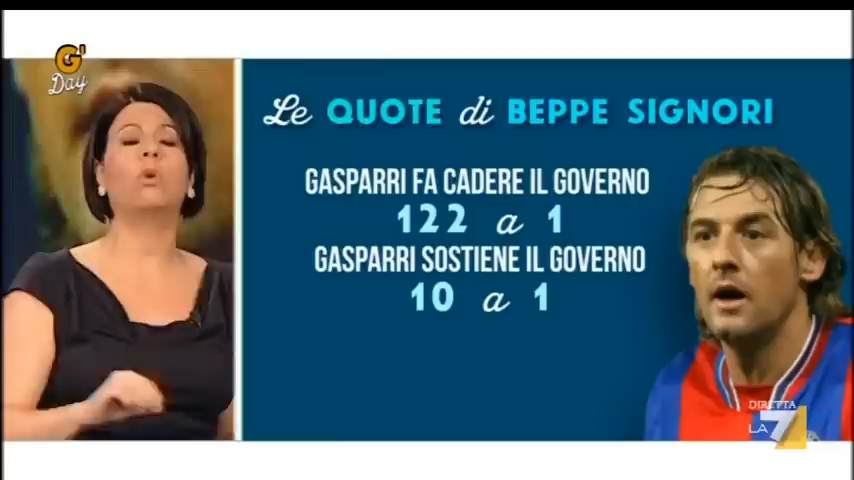 G'
Day
Le QUOTE di BEPPE SIGNORI
GASPARRI FA CADERE IL GOVERNO
122 a 1
GASPARRI SOSTIENE IL GOVERNO
10 a 1
DIRETTA
LA7